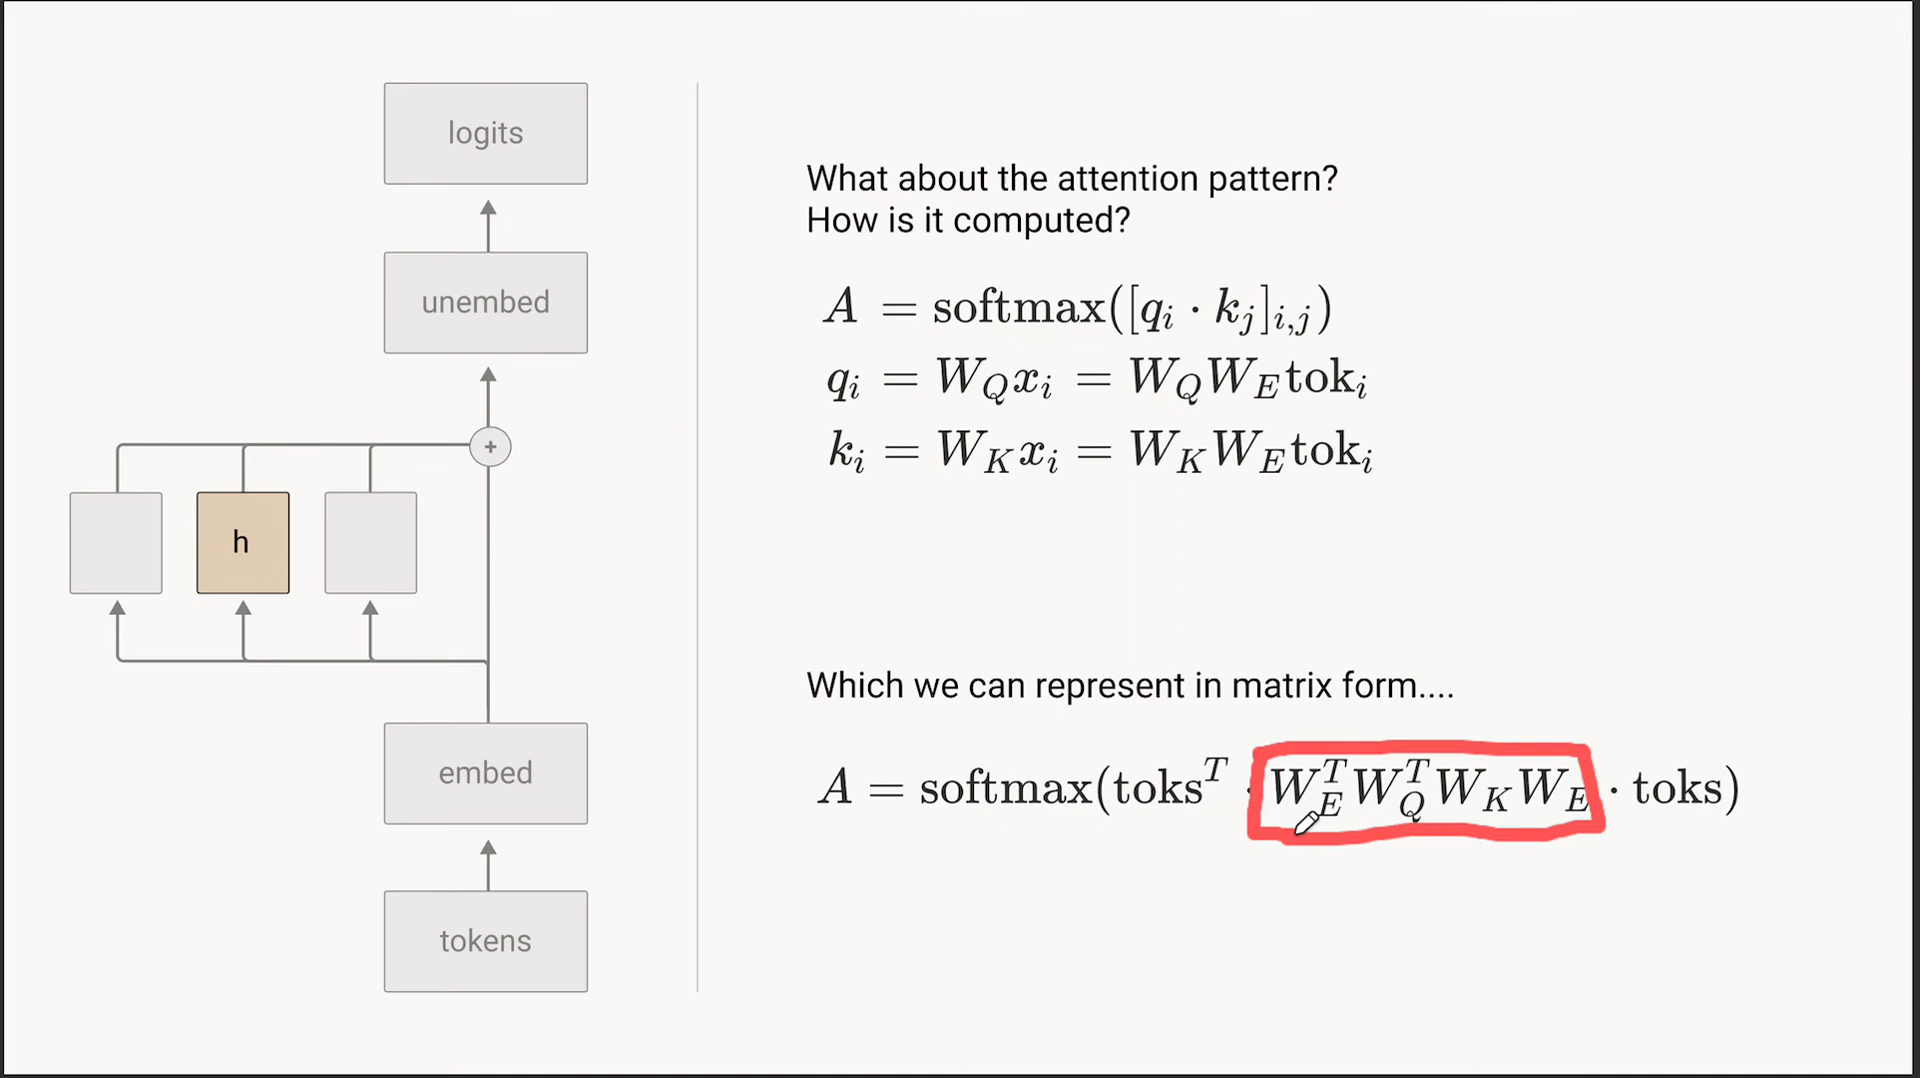 logits
unembed
+
h
embed
tokens
What about the attention pattern?
How is it computed?
A = softmax([q_i · k_j]_{i,j})
q_i = W_Q x_i = W_Q W_E tok_i
k_i = W_K x_i = W_K W_E tok_i
Which we can represent in matrix form....
A = softmax(toks^T · W_E^T W_Q^T W_K W_E · toks)